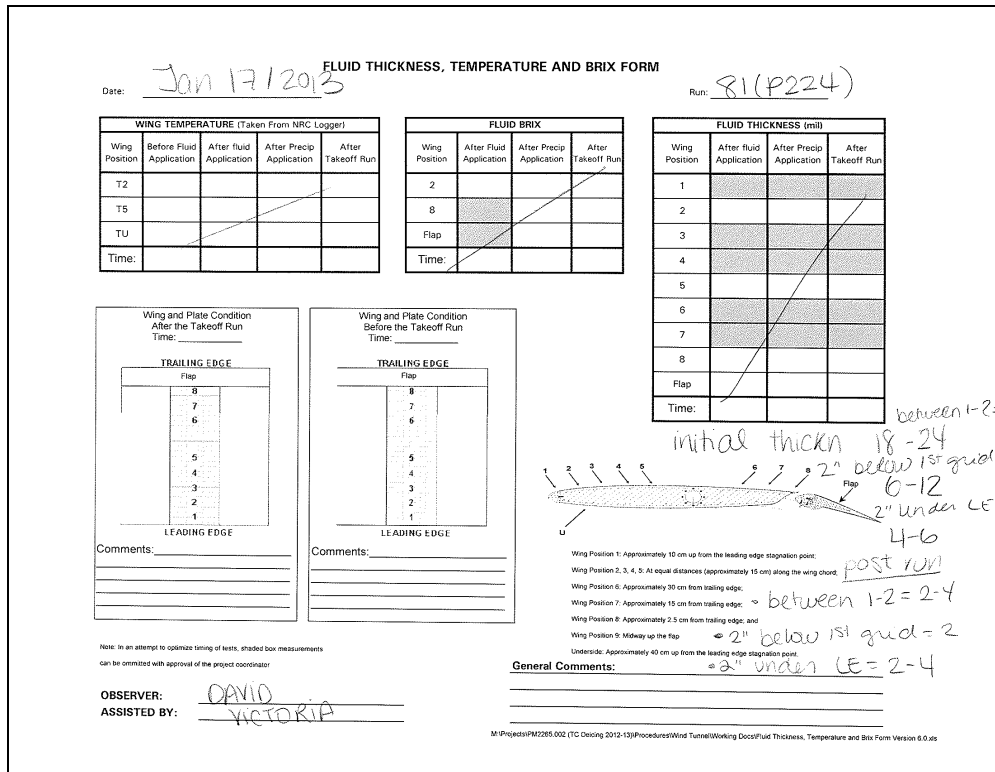 FLUID THICKNESS, TEMPERATURE AND BRIX FORM
Date: Jan 17/2013
Run: 81(P224)
WING TEMPERATURE (Taken From NRC Logger)
Wing Position Before Fluid Application After fluid Application After Precip Application After Takeoff Run
T2
T5
TU
Time:
FLUID BRIX
Wing Position After Fluid Application After Precip Application After Takeoff Run
2
8
Flap
Time:
FLUID THICKNESS (mil)
Wing Position After fluid Application After Precip Application After Takeoff Run
1
2
3
4
5
6
7
8
Flap
Time:
Wing and Plate Condition
After the Takeoff Run
Time:
TRAILING EDGE
Flap
8
7
6
5
4
3
2
1
LEADING EDGE
Comments:
Wing and Plate Condition
Before the Takeoff Run
Time:
TRAILING EDGE
Flap
8
7
6
5
4
3
2
1
LEADING EDGE
Comments:
between 1-2=
initial thickn 18-24
2" below 1st grid
6-12
2" under LE
4-6
1 2 3 4 5 6 7 8 Flap
U
Wing Position 1: Approximately 10 cm up from the leading edge stagnation point;
Wing Position 2, 3, 4, 5: At equal distances (approximately 15 cm) along the wing chord;
Wing Position 6: Approximately 30 cm from trailing edge;
Wing Position 7: Approximately 15 cm from trailing edge;
Wing Position 8: Approximately 2.5 cm from trailing edge; and
Wing Position 9: Midway up the flap
Underside: Approximately 40 cm up from the leading edge stagnation point.
post run
between 1-2 = 2-4
2" below 1st grid = 2
2" under LE = 2-4
Note: In an attempt to optimize timing of tests, shaded box measurements
can be ommited with approval of the project coordinator
General Comments:
OBSERVER: DAVID
ASSISTED BY: VICTORIA
M:\Projects\PM2265.002 (TC Deicing 2012-13)\Procedures\Wind Tunnel\Working Docs\Fluid Thickness, Temperature and Brix Form Version 6.0.xls